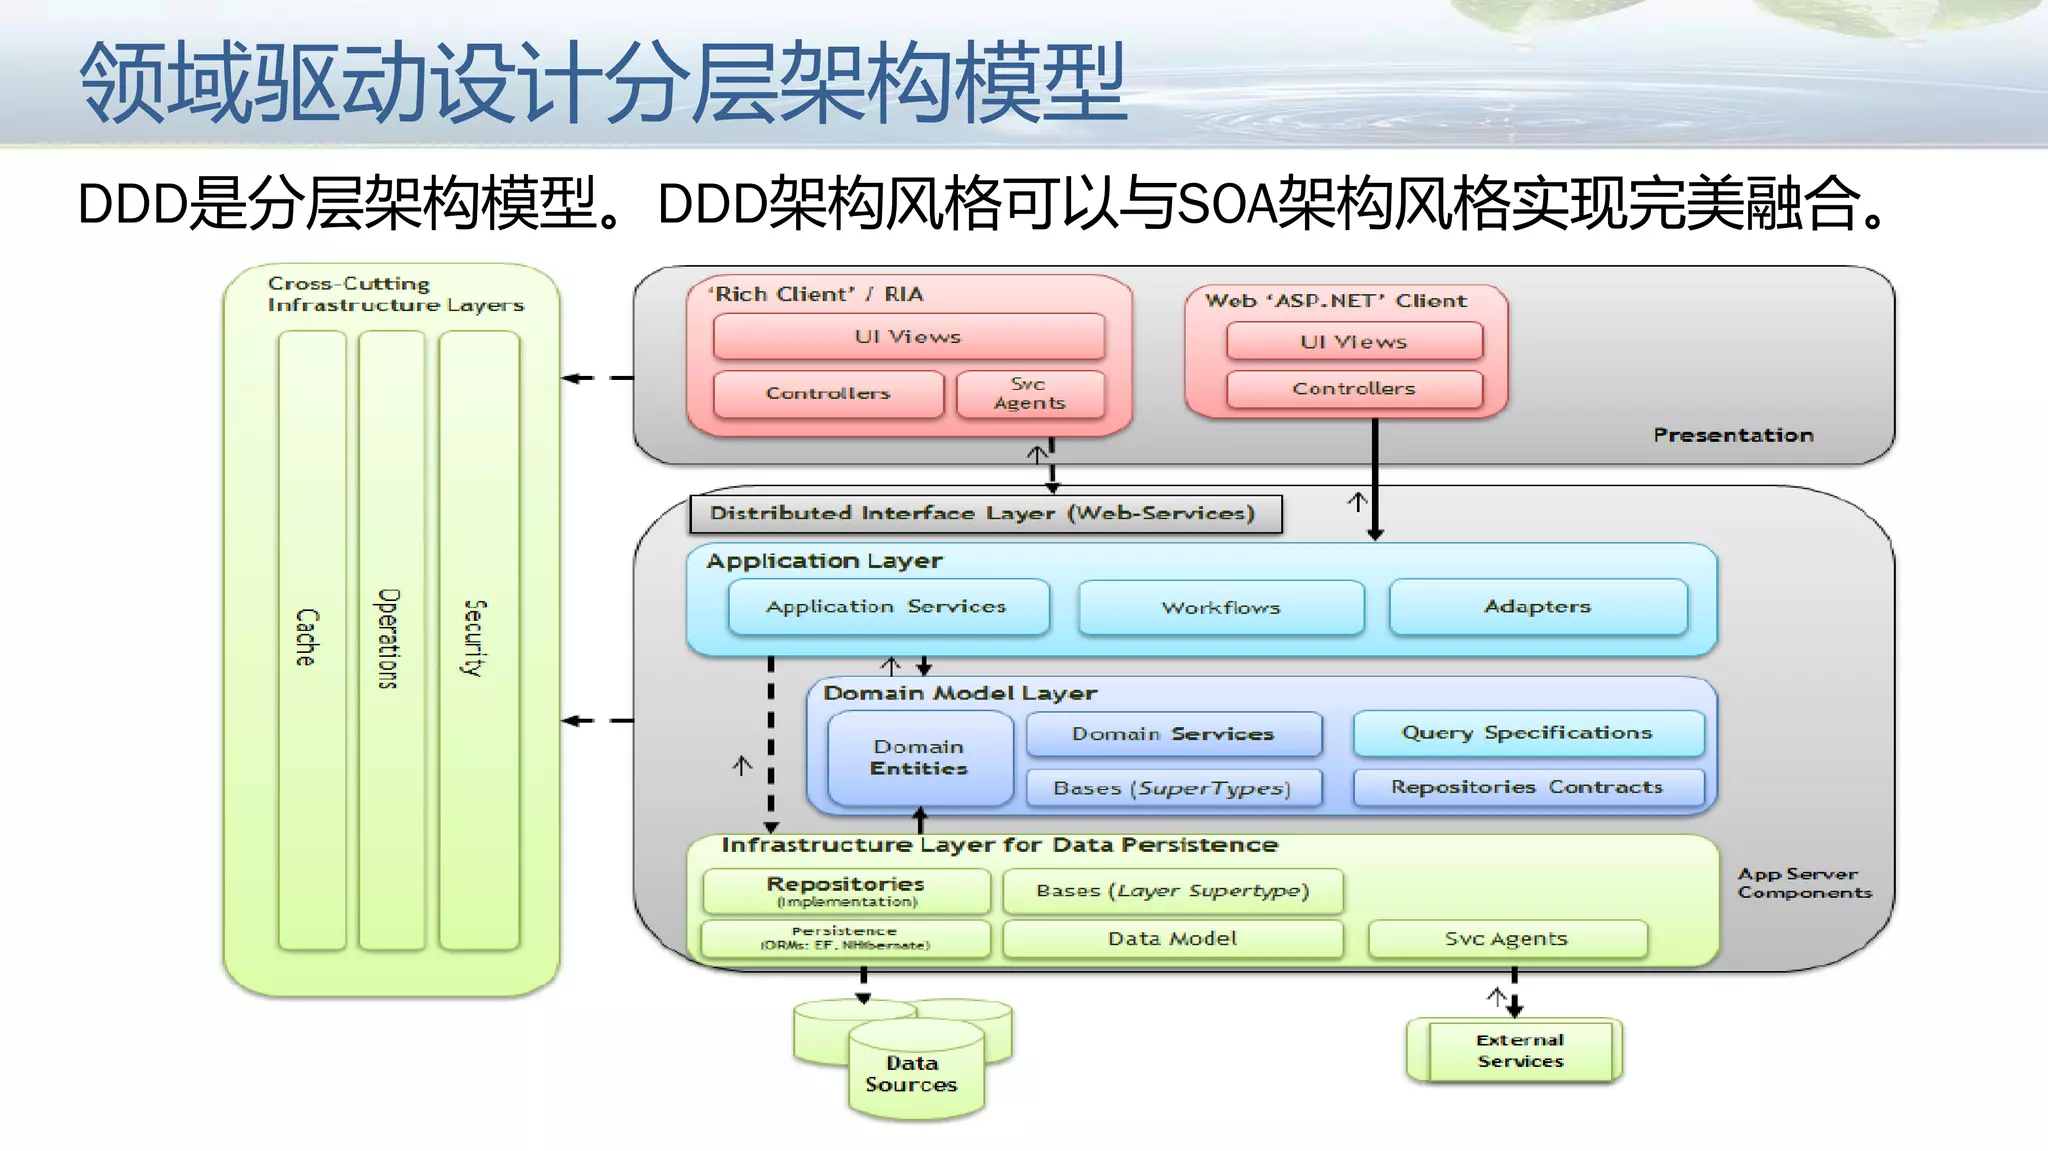 领域驱动设计分层架构模型
DDD是分层架构模型。DDD架构风格可以与SOA架构风格实现完美融合。
Cross-Cutting
Infrastructure Layers
Cache
Operations
Security
‘Rich Client’ / RIA
UI Views
Controllers
Svc
Agents
Web ‘ASP.NET’ Client
UI Views
Controllers
Presentation
Distributed Interface Layer (Web-Services)
Application Layer
Application Services
Workflows
Adapters
Domain Model Layer
Domain
Entities
Domain Services
Query Specifications
Bases (SuperTypes)
Repositories Contracts
Infrastructure Layer for Data Persistence
Repositories
(Implementation)
Bases (Layer Supertype)
Persistence
(ORMs: EF, NHibernate)
Data Model
Svc Agents
App Server
Components
Data
Sources
External
Services